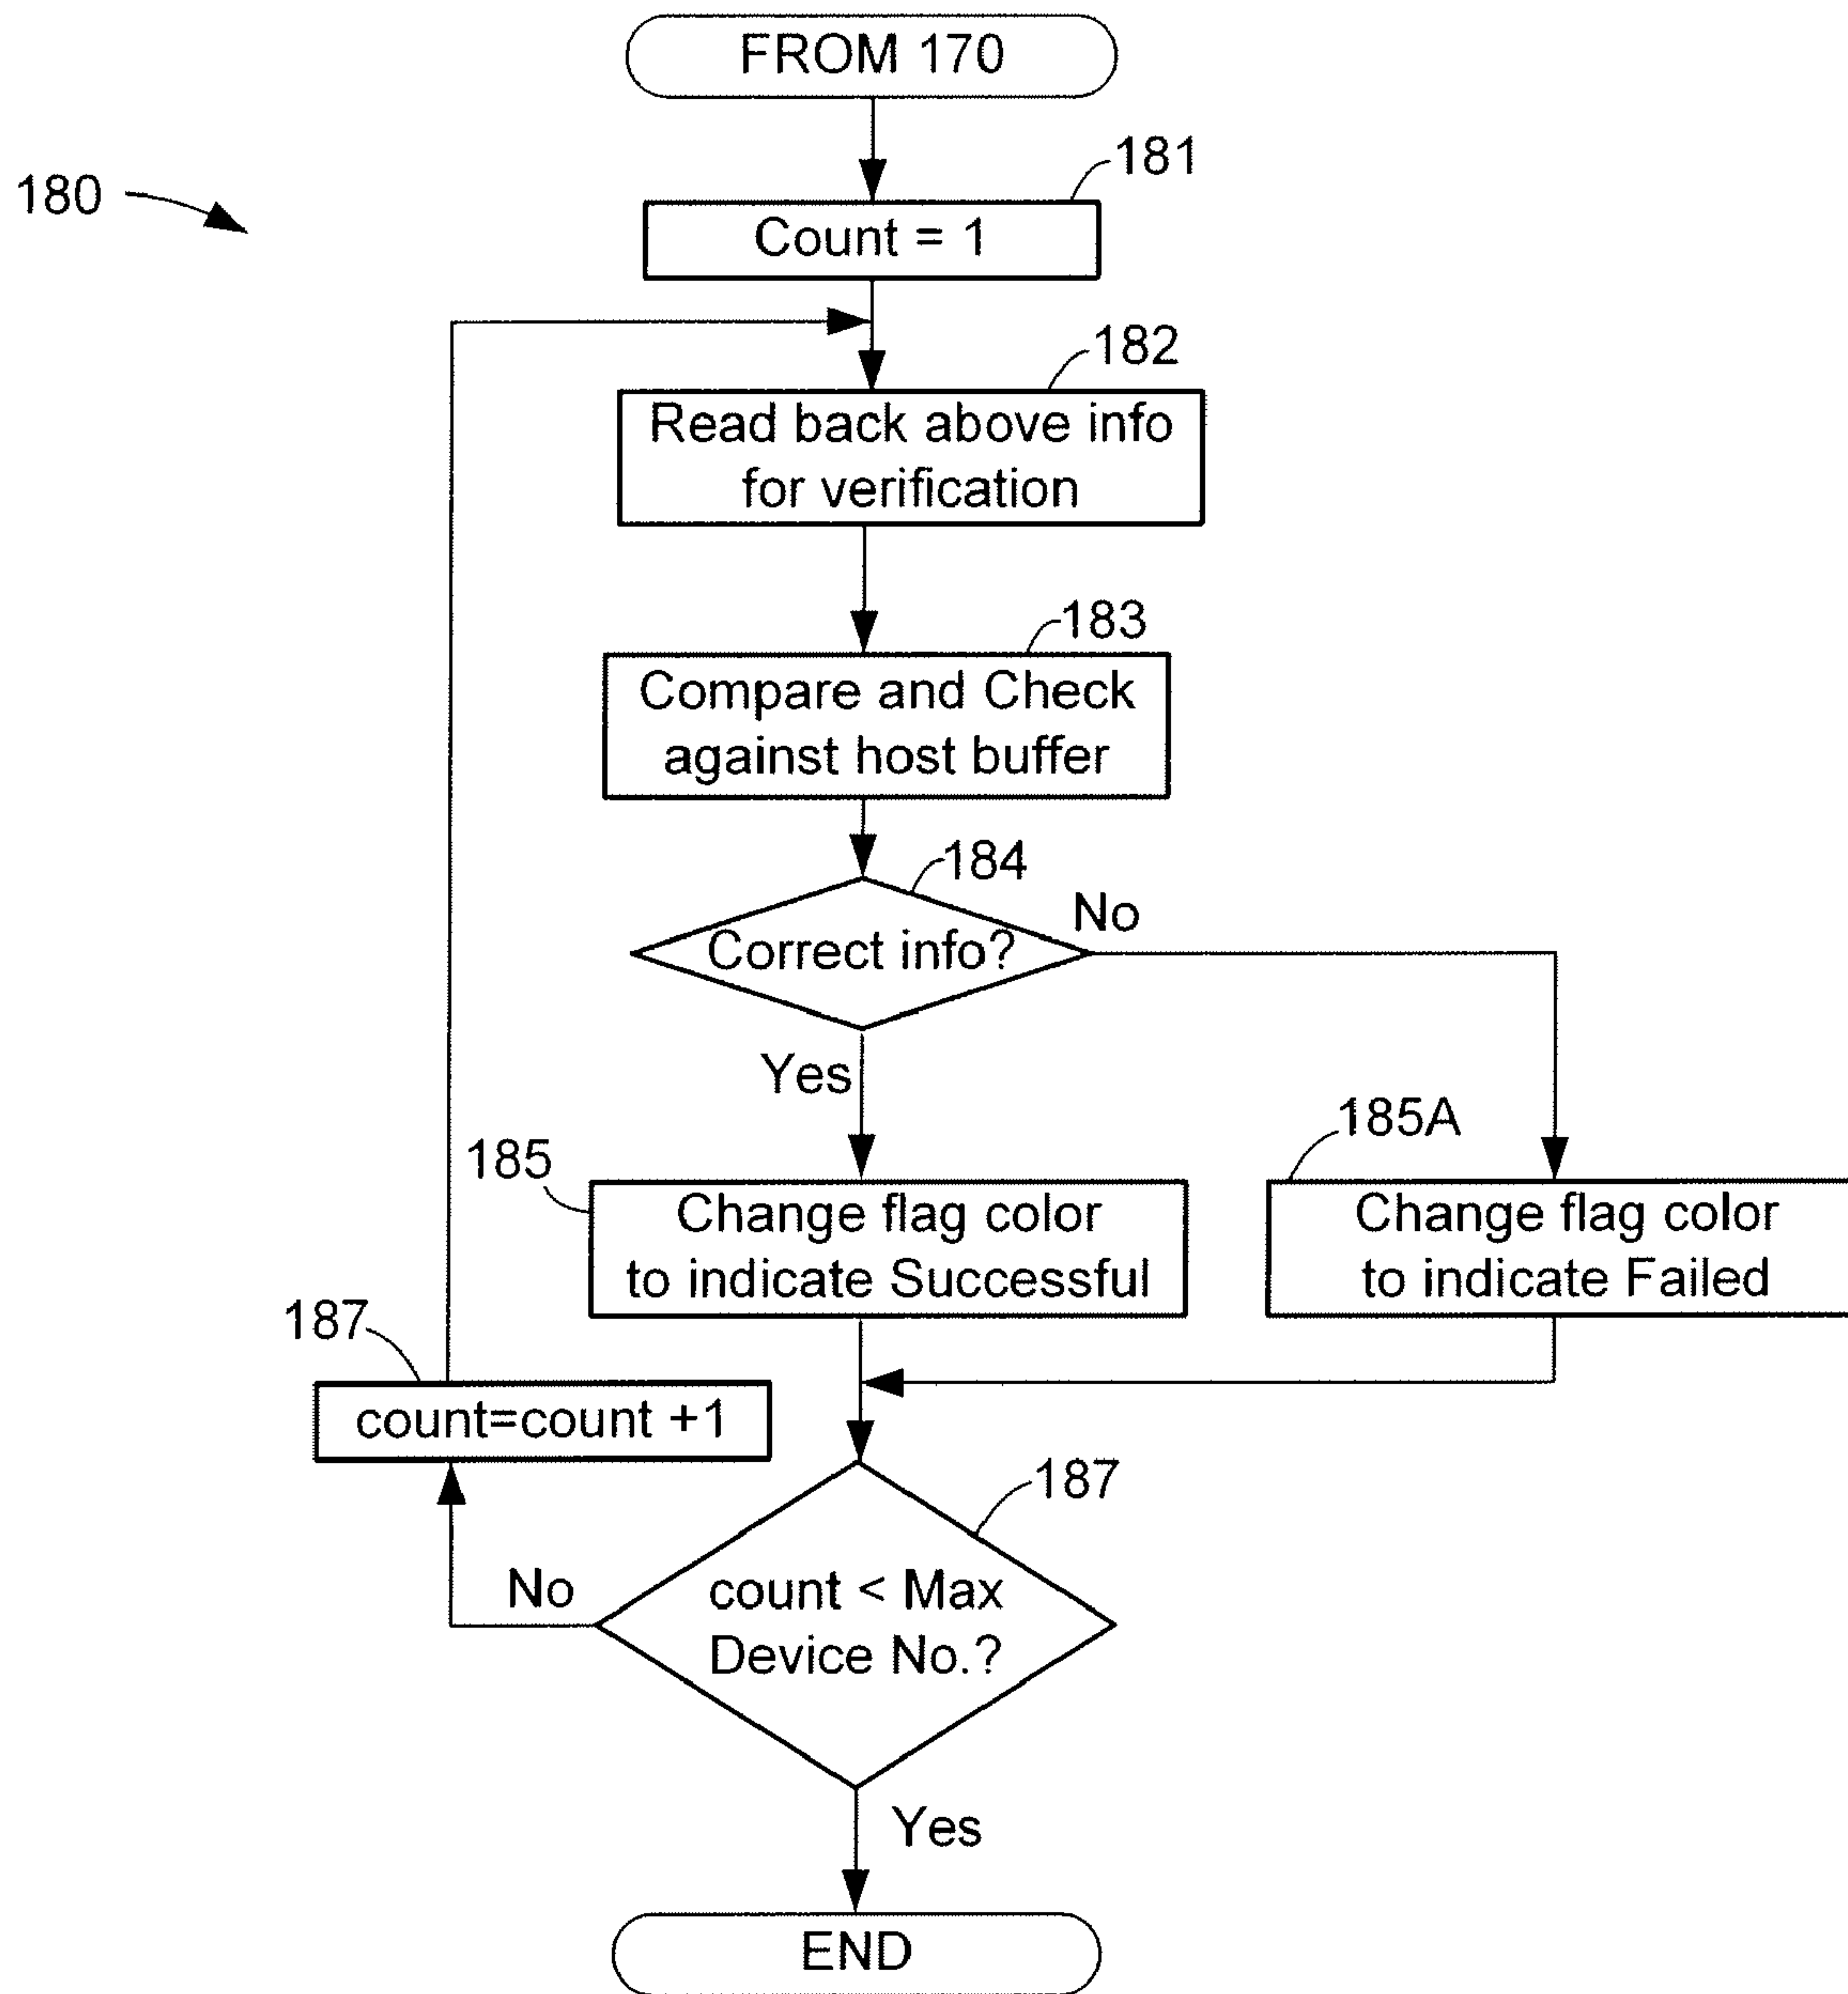 FROM 170
180
181
Count = 1
182
Read back above info
for verification
183
Compare and Check
against host buffer
184
Correct info?
No
Yes
185
Change flag color
to indicate Successful
185A
Change flag color
to indicate Failed
187
count=count +1
187
count < Max
Device No.?
No
Yes
END